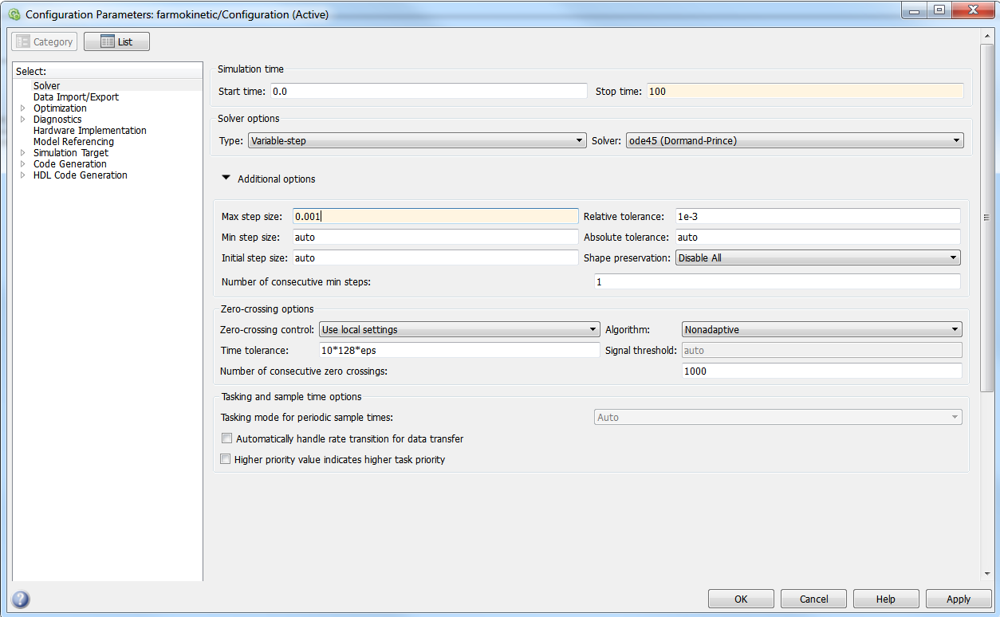 Configuration Parameters: farmokinetic/Configuration (Active)
Category List
Select:
Solver
Data Import/Export
Optimization
Diagnostics
Hardware Implementation
Model Referencing
Simulation Target
Code Generation
HDL Code Generation
Simulation time
Start time: 0.0 Stop time: 100
Solver options
Type: Variable-step Solver: ode45 (Dormand-Prince)
Additional options
Max step size: 0.001 Relative tolerance: 1e-3
Min step size: auto Absolute tolerance: auto
Initial step size: auto Shape preservation: Disable All
Number of consecutive min steps: 1
Zero-crossing options
Zero-crossing control: Use local settings Algorithm: Nonadaptive
Time tolerance: 10*128*eps Signal threshold: auto
Number of consecutive zero crossings: 1000
Tasking and sample time options
Tasking mode for periodic sample times: Auto
Automatically handle rate transition for data transfer
Higher priority value indicates higher task priority
? OK Cancel Help Apply